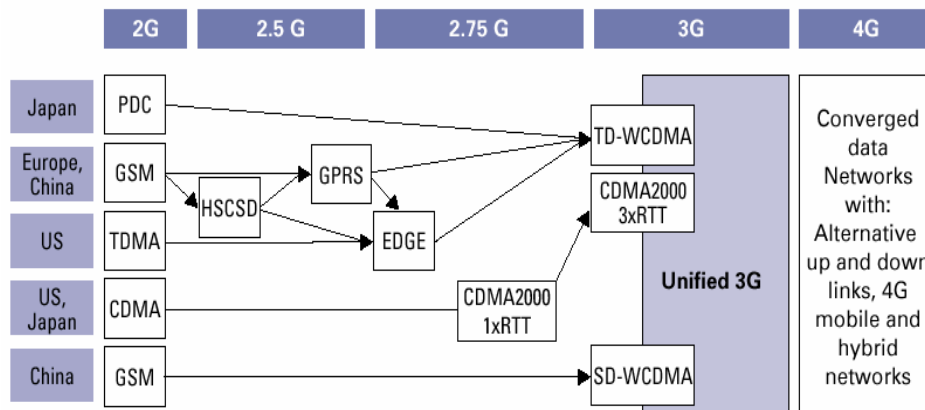 2G
2.5 G
2.75 G
3G
4G
Japan
PDC
TD-WCDMA
Europe,
China
GSM
HSCSD
GPRS
CDMA2000
3xRTT
US
TDMA
EDGE
US,
Japan
CDMA
CDMA2000
1xRTT
Unified 3G
China
GSM
SD-WCDMA
Converged
data
Networks
with:
Alternative
up and down
links, 4G
mobile and
hybrid
networks